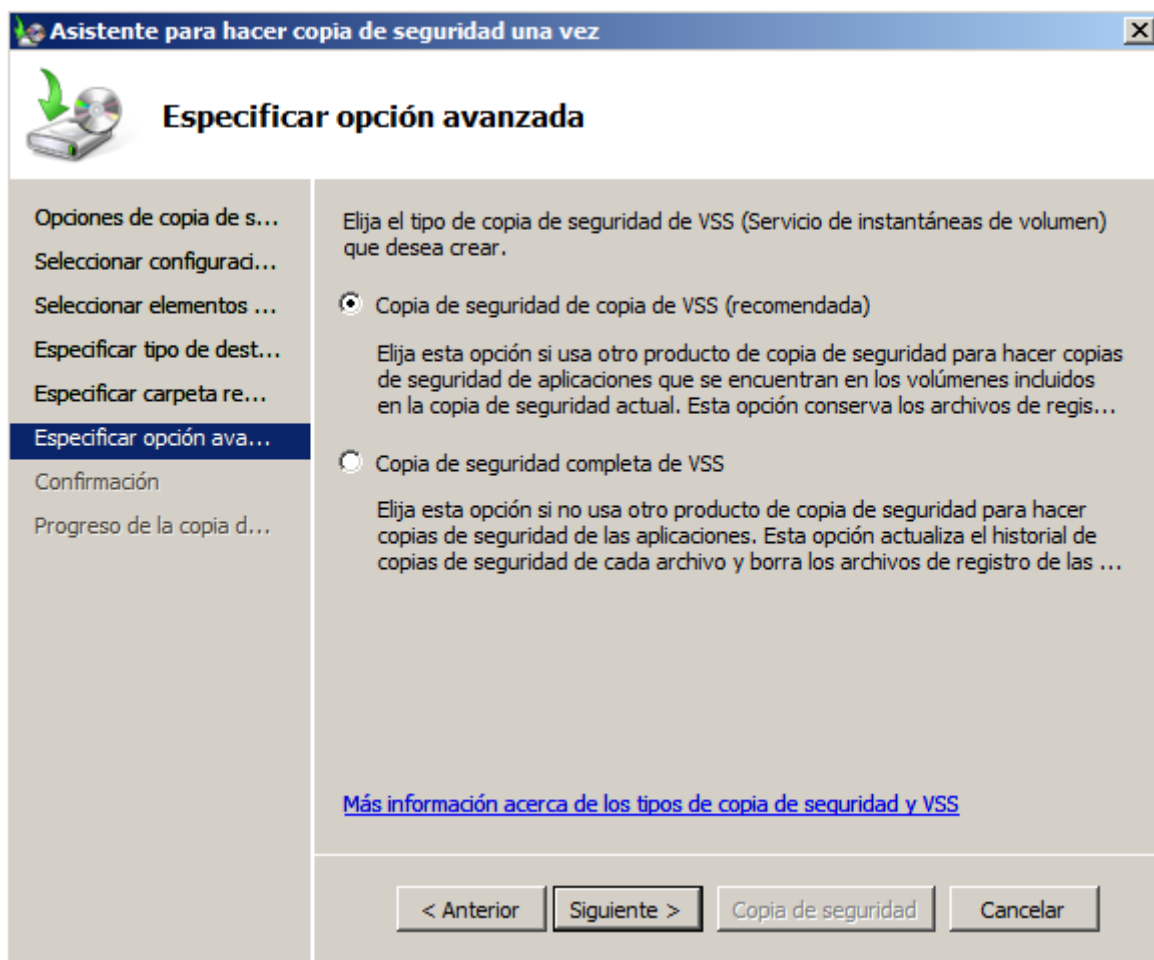 Asistente para hacer copia de seguridad una vez
Especificar opción avanzada
Opciones de copia de s...
Seleccionar configuraci...
Seleccionar elementos ...
Especificar tipo de dest...
Especificar carpeta re...
Especificar opción ava...
Confirmación
Progreso de la copia d...
Elija el tipo de copia de seguridad de VSS (Servicio de instantáneas de volumen)
que desea crear.
Copia de seguridad de copia de VSS (recomendada)
Elija esta opción si usa otro producto de copia de seguridad para hacer copias
de seguridad de aplicaciones que se encuentran en los volúmenes incluidos
en la copia de seguridad actual. Esta opción conserva los archivos de regis...
Copia de seguridad completa de VSS
Elija esta opción si no usa otro producto de copia de seguridad para hacer
copias de seguridad de las aplicaciones. Esta opción actualiza el historial de
copias de seguridad de cada archivo y borra los archivos de registro de las ...
Más información acerca de los tipos de copia de seguridad y VSS
< Anterior
Siguiente >
Copia de seguridad
Cancelar